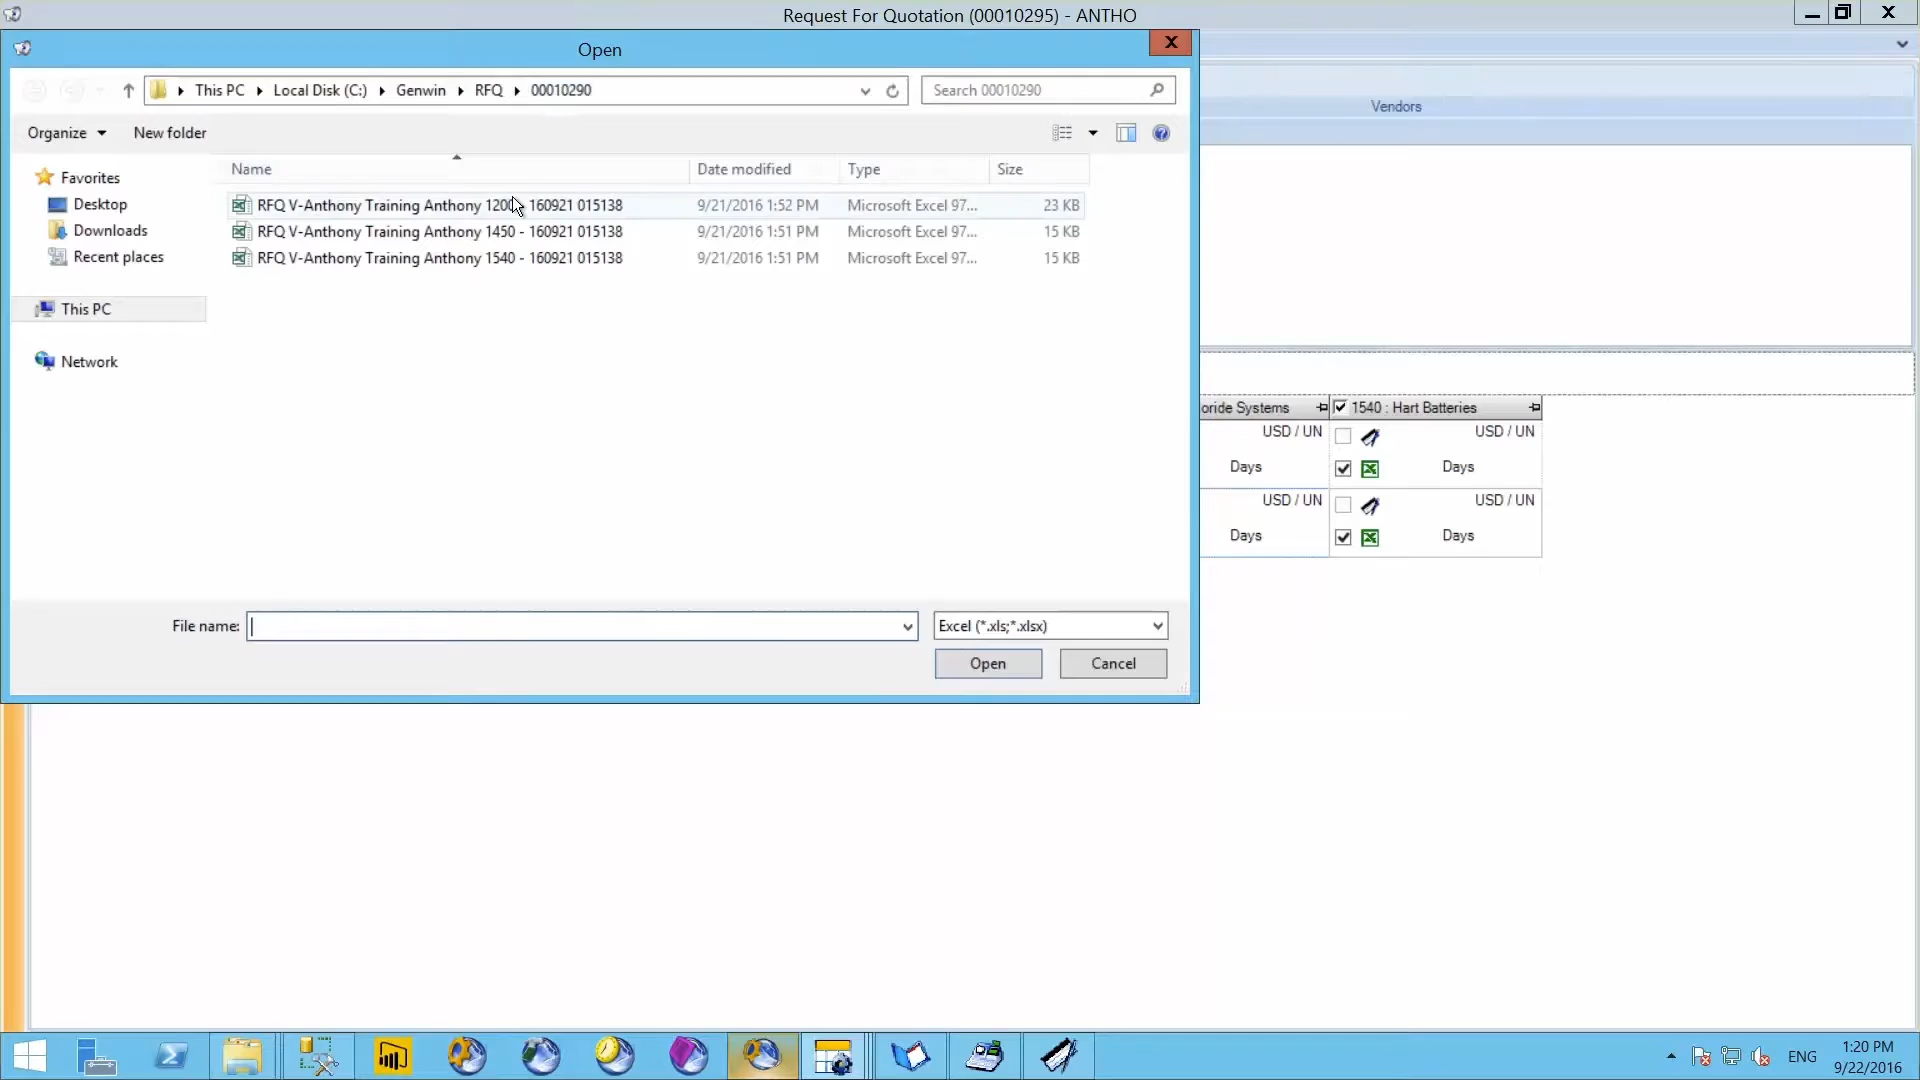 Request For Quotation (00010295) - ANTHO
Open
This PC Local Disk (C:) Genwin RFQ 00010290
Search 00010290
Vendors
Organize New folder
Name Date modified Type Size
Favorites
Desktop
Downloads
Recent places
This PC
Network
RFQ V-Anthony Training Anthony 1200 - 160921 015138 9/21/2016 1:52 PM Microsoft Excel 97... 23 KB
RFQ V-Anthony Training Anthony 1450 - 160921 015138 9/21/2016 1:51 PM Microsoft Excel 97... 15 KB
RFQ V-Anthony Training Anthony 1540 - 160921 015138 9/21/2016 1:51 PM Microsoft Excel 97... 15 KB
oride Systems 1540 : Hart Batteries
USD / UN USD / UN
Days Days
USD / UN USD / UN
Days Days
File name: Excel (*.xls;*.xlsx)
Open Cancel
ENG 1:20 PM
9/22/2016